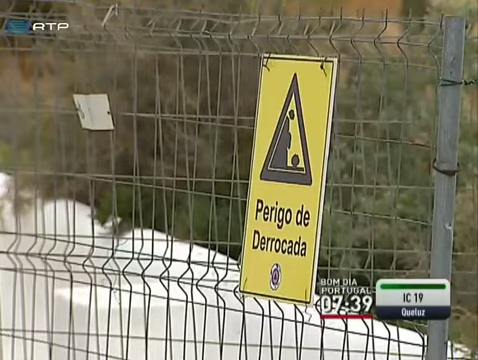 RTP
Perigo de
Derrocada
BOM DIA
PORTUGAL
07:39
IC 19
Queluz